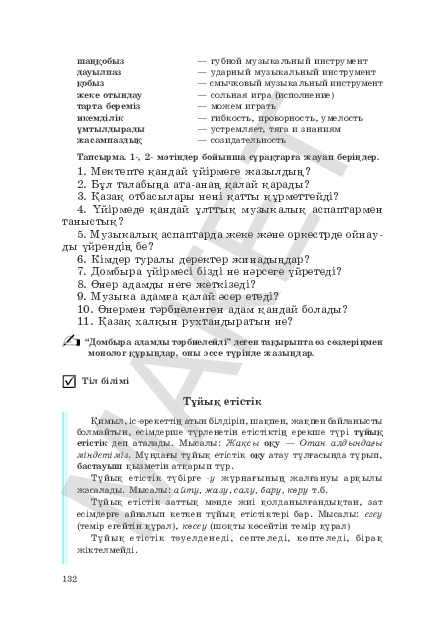 шаңқобыз — губной музыкальный инструмент
дауылпаз — ударный музыкальный инструмент
қобыз — смычковый музыкальный инструмент
жеке отындау — сольная игра (исполнение)
тарта береміз — можем играть
икемділік — гибкость, проворность, умелость
ұмтылдырады — устремляет, тяга и знаниям
жасампаздық — созидательность
Тапсырма. 1-, 2- мәтіндер бойынша сұрақтарға жауап беріңдер.
1. Мектепте қандай үйірмеге жазылдың?
2. Бұл талабыңа ата-анаң қалай қарады?
3. Қазақ отбасылары нені қатты құрметтейді?
4. Үйірмеде қандай ұлттық музыкалық аспаптармен
таныстық?
5. Музыкалық аспаптарда жеке және оркестрде ойнау-
ды үйрендің бе?
6. Кімдер туралы деректер жинадыңдар?
7. Домбыра үйірмесі бізді не нәрсеге үйретеді?
8. Өнер адамды неге жеткізеді?
9. Музыка адамға қалай әсер етеді?
10. Өнермен тәрбиеленген адам қандай болады?
11. Қазақ халқын рухтандыратын не?
“Домбыра адамды тәрбиелейді” деген тақырыпта өз сөздеріңмен
монолог құрыңдар, оны эссе түрінде жазыңдар.
Тіл білімі
Тұйық етістік
Қимыл, іс-әрекеттің атын білдіріп, шақпен, жақпен байланысты
болмайтын, есімдерше түрленетін етістіктің ерекше түрі тұйық
етістік деп аталады. Мысалы: Жақсы оқу — Отан алдындағы
міндетіміз. Мұндағы тұйық етістік оқу атау тұлғасында тұрып,
бастауыш қызметін атқарып тұр.
Тұйық етістік түбірге -у жұрнағының жалғануы арқылы
жасалады. Мысалы: айту, жазу, салу, бару, көру т.б.
Тұйық етістік заттық мәнде жиі қолданылғандықтан, зат
есімдерге айналып кеткен тұйық етістіктері бар. Мысалы: егеу
(темір егейтін құрал), көсеу (шоқты көсейтін темір құрал)
Тұйық етістік тәуелденеді, септеледі, көптеледі, бірақ
жіктелмейді.
132
МАКЕТ